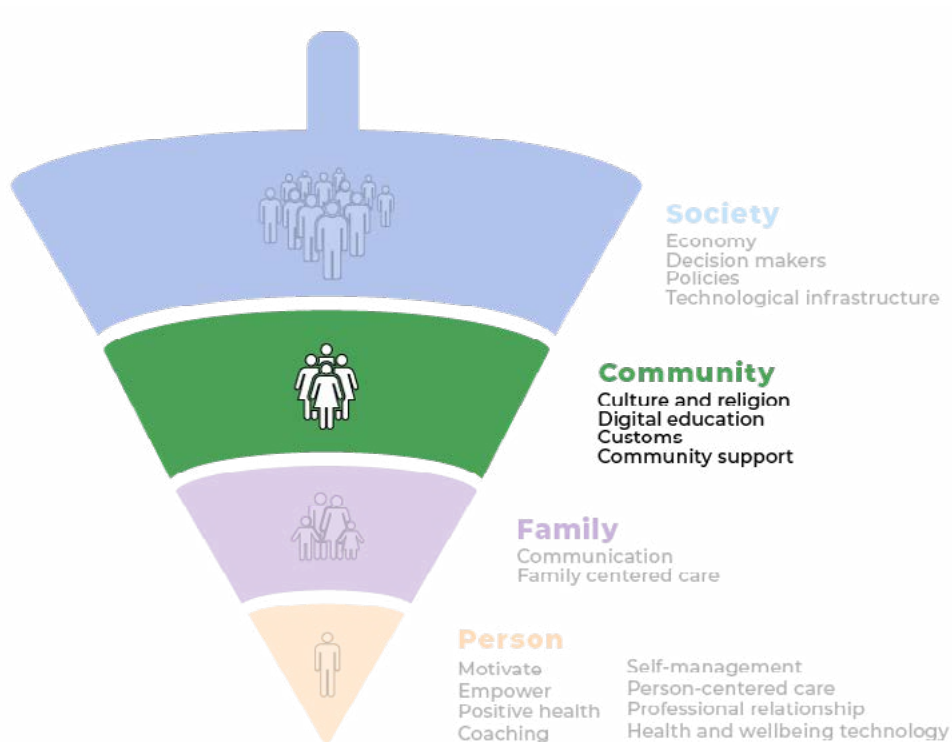 Society
Economy
Decision makers
Policies
Technological infrastructure
Community
Culture and religion
Digital education
Customs
Community support
Family
Communication
Family centered care
Person
Motivate
Empower
Positive health
Coaching
Self-management
Person-centered care
Professional relationship
Health and wellbeing technology